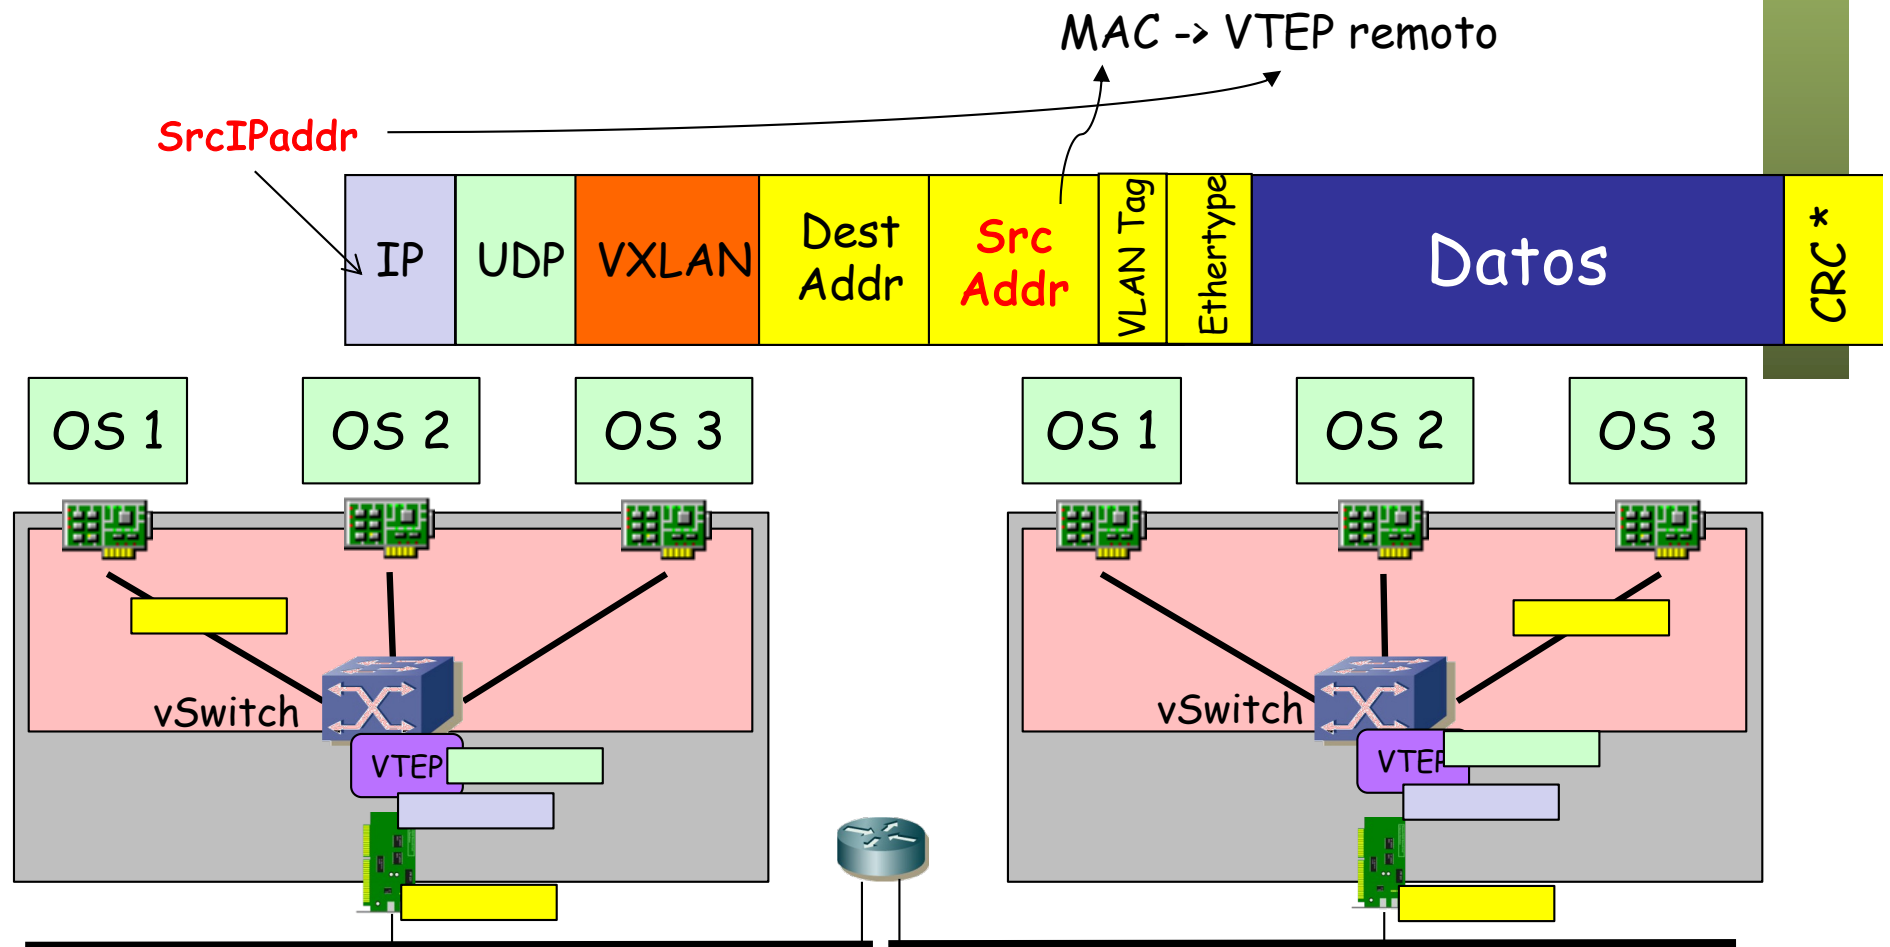 MAC -> VTEP remoto
SrcIPaddr
IP
UDP
VXLAN
Dest
Addr
Src
Addr
VLAN Tag
Ethertype
Datos
CRC *
OS 1
OS 2
OS 3
OS 1
OS 2
OS 3
vSwitch
vSwitch
VTEP
VTEP